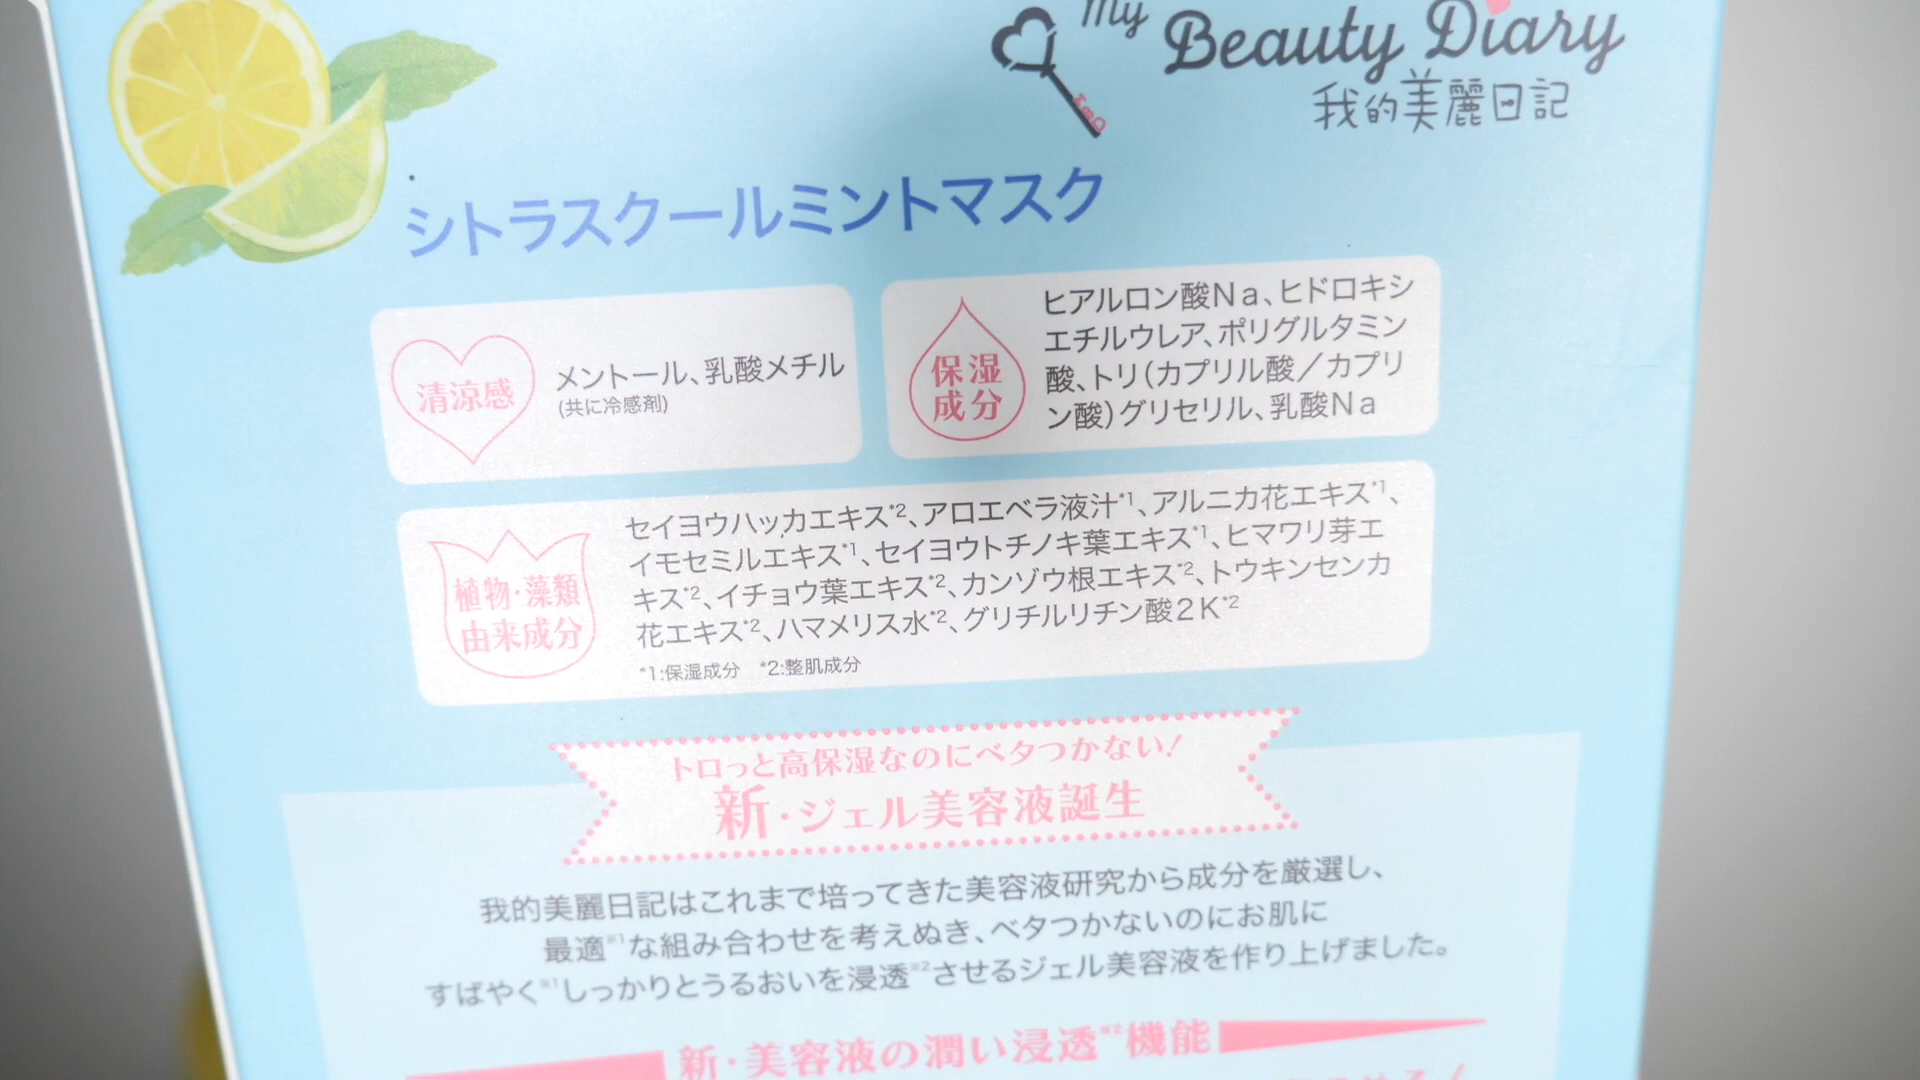 My
Beauty Diary
我的美麗日記
シトラスクールミントマスク
清涼感
メントール、乳酸メチル
(共に冷感剤)
保湿
成分
ヒアルロン酸Na、ヒドロキシ
エチルウレア、ポリグルタミン
酸、トリ(カプリル酸／カプリ
ン酸)グリセリル、乳酸Na
植物・藻類
由来成分
セイヨウハッカエキス*2、アロエベラ液汁*1、アルニカ花エキス*1、
イモセミルエキス*1、セイヨウトチノキ葉エキス*1、ヒマワリ芽エ
キス*2、イチョウ葉エキス*2、カンゾウ根エキス*2、トウキンセンカ
花エキス*2、ハマメリス水*2、グリチルリチン酸2K*2
*1:保湿成分 *2:整肌成分
トロっと高保湿なのにベタつかない!
新・ジェル美容液誕生
我的美麗日記はこれまで培ってきた美容液研究から成分を厳選し、
最適※1な組み合わせを考えぬき、ベタつかないのにお肌に
すばやく※1しっかりとうるおいを浸透※2させるジェル美容液を作り上げました。
新・美容液の潤い浸透※2機能